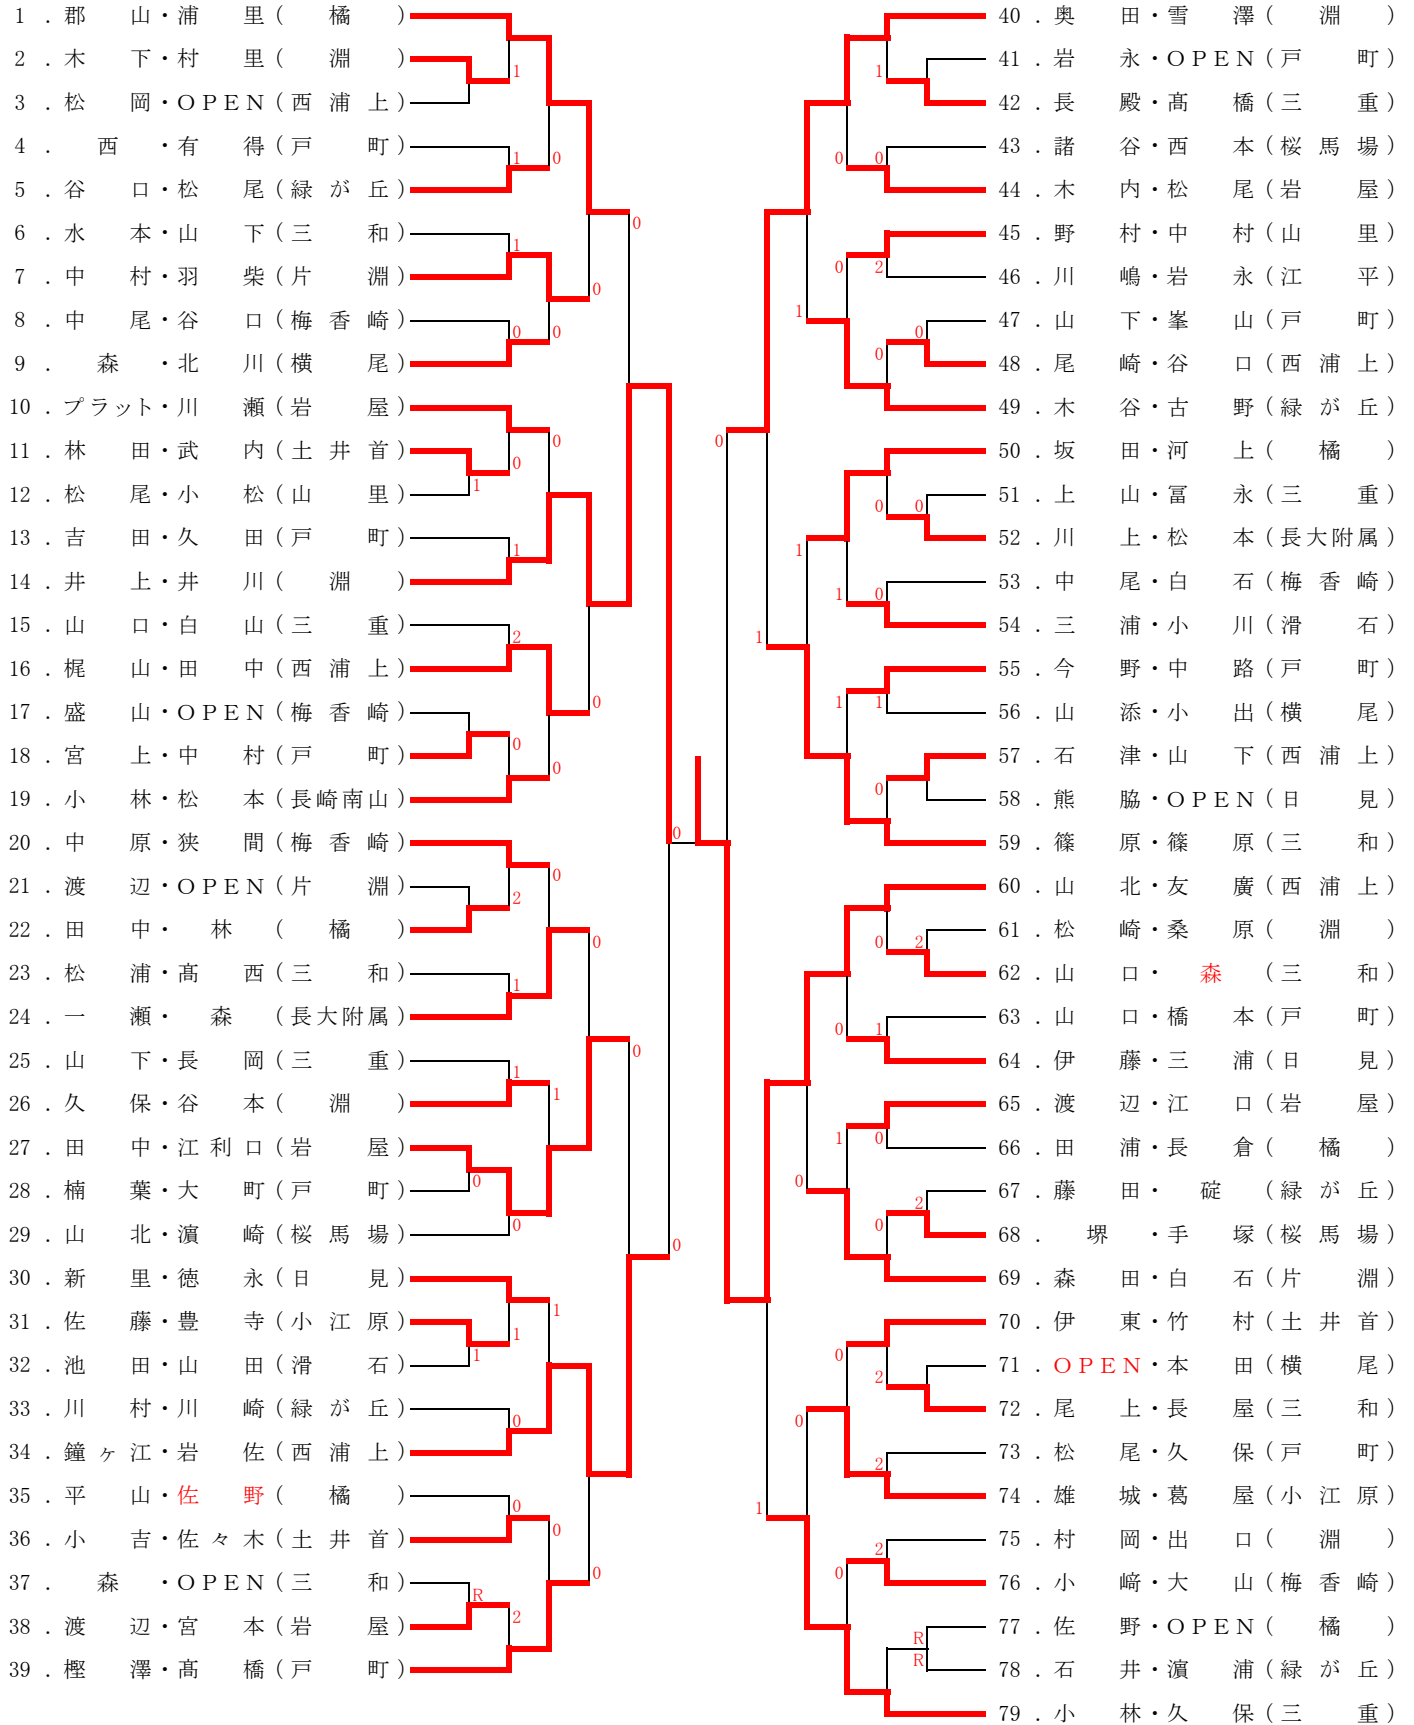 1 . 郡 山・浦 里( 橘 )
2 . 木 下・村 里( 淵 )
3 . 松 岡・OPEN(西浦上)
4 . 西 ・有 得(戸 町)
5 . 谷 口・松 尾(緑が丘)
6 . 水 本・山 下(三 和)
7 . 中 村・羽 柴(片 淵)
8 . 中 尾・谷 口(梅香崎)
9 . 森 ・北 川(横 尾)
10 . プラット・川 瀬(岩 屋)
11 . 林 田・武 内(土井首)
12 . 松 尾・小 松(山 里)
13 . 吉 田・久 田(戸 町)
14 . 井 上・井 川( 淵 )
15 . 山 口・白 山(三 重)
16 . 梶 山・田 中(西浦上)
17 . 盛 山・OPEN(梅香崎)
18 . 宮 上・中 村(戸 町)
19 . 小 林・松 本(長崎南山)
20 . 中 原・狭 間(梅香崎)
21 . 渡 辺・OPEN(片 淵)
22 . 田 中・ 林 ( 橘 )
23 . 松 浦・髙 西(三 和)
24 . 一 瀬・ 森 (長大附属)
25 . 山 下・長 岡(三 重)
26 . 久 保・谷 本( 淵 )
27 . 田 中・江利口(岩 屋)
28 . 楠 葉・大 町(戸 町)
29 . 山 北・濵 崎(桜馬場)
30 . 新 里・徳 永(日 見)
31 . 佐 藤・豊 寺(小江原)
32 . 池 田・山 田(滑 石)
33 . 川 村・川 崎(緑が丘)
34 . 鐘ヶ江・岩 佐(西浦上)
35 . 平 山・佐 野( 橘 )
36 . 小 吉・佐々木(土井首)
37 . 森 ・OPEN(三 和)
38 . 渡 辺・宮 本(岩 屋)
39 . 樫 澤・髙 橋(戸 町)
40 . 奥 田・雪 澤( 淵 )
41 . 岩 永・OPEN(戸 町)
42 . 長 殿・髙 橋(三 重)
43 . 諸 谷・西 本(桜馬場)
44 . 木 内・松 尾(岩 屋)
45 . 野 村・中 村(山 里)
46 . 川 嶋・岩 永(江 平)
47 . 山 下・峯 山(戸 町)
48 . 尾 崎・谷 口(西浦上)
49 . 木 谷・古 野(緑が丘)
50 . 坂 田・河 上( 橘 )
51 . 上 山・冨 永(三 重)
52 . 川 上・松 本(長大附属)
53 . 中 尾・白 石(梅香崎)
54 . 三 浦・小 川(滑 石)
55 . 今 野・中 路(戸 町)
56 . 山 添・小 出(横 尾)
57 . 石 津・山 下(西浦上)
58 . 熊 脇・OPEN(日 見)
59 . 篠 原・篠 原(三 和)
60 . 山 北・友 廣(西浦上)
61 . 松 崎・桑 原( 淵 )
62 . 山 口・ 森 (三 和)
63 . 山 口・橋 本(戸 町)
64 . 伊 藤・三 浦(日 見)
65 . 渡 辺・江 口(岩 屋)
66 . 田 浦・長 倉( 橘 )
67 . 藤 田・ 碇 (緑が丘)
68 . 堺 ・手 塚(桜馬場)
69 . 森 田・白 石(片 淵)
70 . 伊 東・竹 村(土井首)
71 . OPEN・本 田(横 尾)
72 . 尾 上・長 屋(三 和)
73 . 松 尾・久 保(戸 町)
74 . 雄 城・葛 屋(小江原)
75 . 村 岡・出 口( 淵 )
76 . 小 﨑・大 山(梅香崎)
77 . 佐 野・OPEN( 橘 )
78 . 石 井・濵 浦(緑が丘)
79 . 小 林・久 保(三 重)